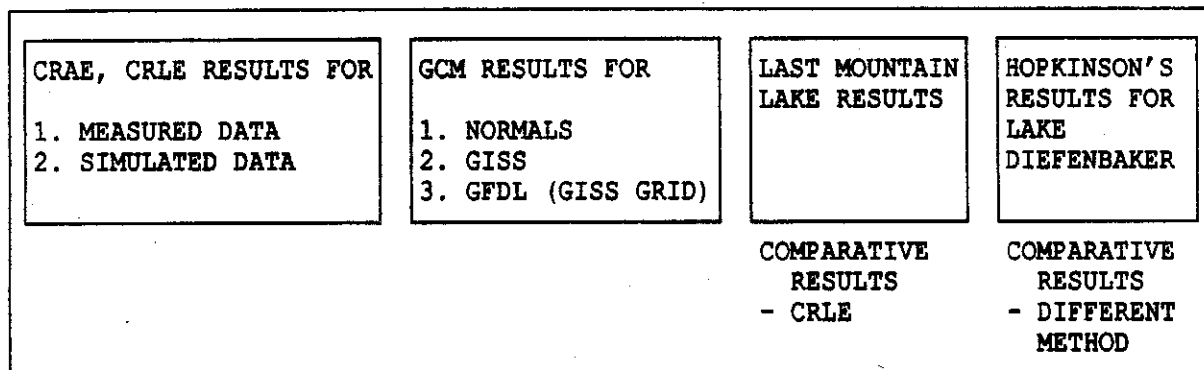 CRAE, CRLE RESULTS FOR
1. MEASURED DATA
2. SIMULATED DATA
GCM RESULTS FOR
1. NORMALS
2. GISS
3. GFDL (GISS GRID)
LAST MOUNTAIN
LAKE RESULTS
COMPARATIVE
RESULTS
- CRLE
HOPKINSON'S
RESULTS FOR
LAKE
DIEFENBAKER
COMPARATIVE
RESULTS
- DIFFERENT
METHOD